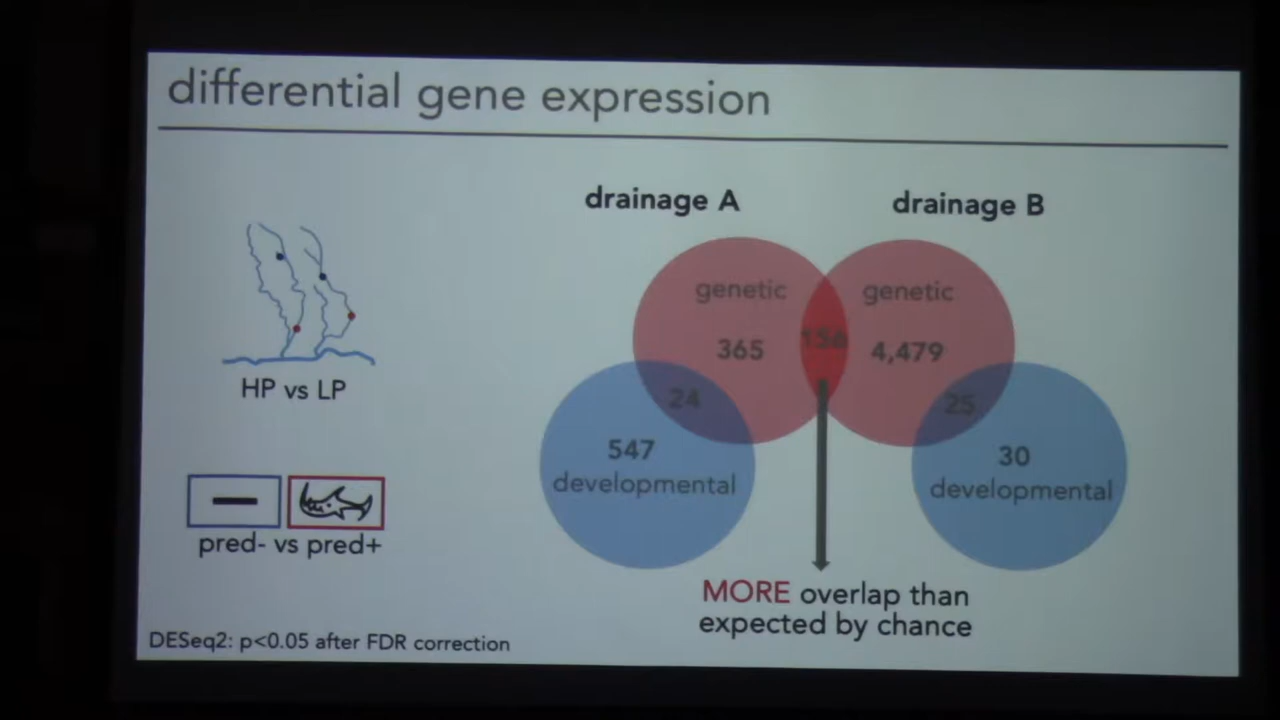 differential gene expression
drainage A
drainage B
genetic
genetic
365
156
4,479
24
25
547
developmental
30
developmental
HP vs LP
pred- vs pred+
MORE overlap than
expected by chance
DESeq2: p<0.05 after FDR correction